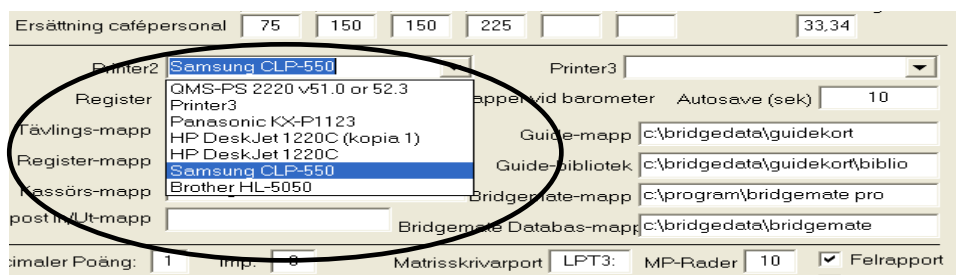 Ersättning cafépersonal 75 150 150 225 33,34
Printer2 Samsung CLP-550 Printer3
QMS-PS 2220 v51.0 or 52.3
Register Printer3 apper vid barometer Autosave (sek) 10
Panasonic KX-P1123
Tävlings-mapp HP DeskJet 1220C (kopia 1) Guide-mapp c:\bridgedata\guidekort
HP DeskJet 1220C
Register-mapp Samsung CLP-550 Guide-bibliotek c:\bridgedata\guidekort\biblio
Kassörs-mapp Brother HL-5050 Bridgemate-mapp c:\program\bridgemate pro
post In/Ut-mapp Bridgemate Databas-mapp c:\bridgedata\bridgemate
cimaler Poäng: 1 Imp: Matrisskrivarport LPT3: MP-Rader 10 Felrapport